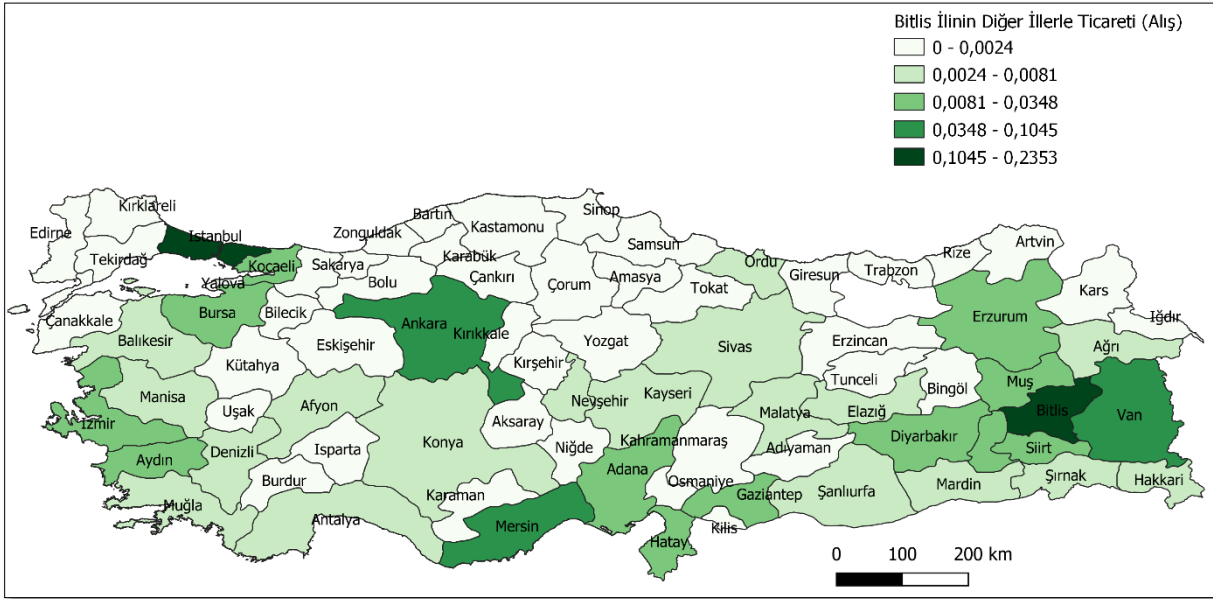 Bitlis İlinin Diğer İllerle Ticareti (Alış)
0 - 0,0024
0,0024 - 0,0081
0,0081 - 0,0348
0,0348 - 0,1045
0,1045 - 0,2353
Kırklareli
Edirne
Tekirdağ
İstanbul
Kocaeli
Yalova
Sakarya
Zonguldak
Bartın
Kastamonu
Karabük
Sinop
Samsun
Bolu
Çankırı
Çorum
Amasya
Tokat
Ordu
Giresun
Trabzon
Rize
Artvin
Kars
Iğdır
Erzurum
Ağrı
Çanakkale
Bursa
Bilecik
Balıkesir
Kütahya
Eskişehir
Ankara
Kırıkkale
Kırşehir
Yozgat
Sivas
Erzincan
Tunceli
Bingöl
Muş
Bitlis
Van
Manisa
Uşak
Afyon
Konya
Aksaray
Nevşehir
Kayseri
Malatya
Elazığ
Diyarbakır
Siirt
İzmir
Aydın
Denizli
Isparta
Burdur
Niğde
Kahramanmaraş
Adıyaman
Adana
Osmaniye
Gaziantep
Şanlıurfa
Mardin
Şırnak
Hakkari
Muğla
Antalya
Karaman
Mersin
Hatay
Kilis
0 100 200 km